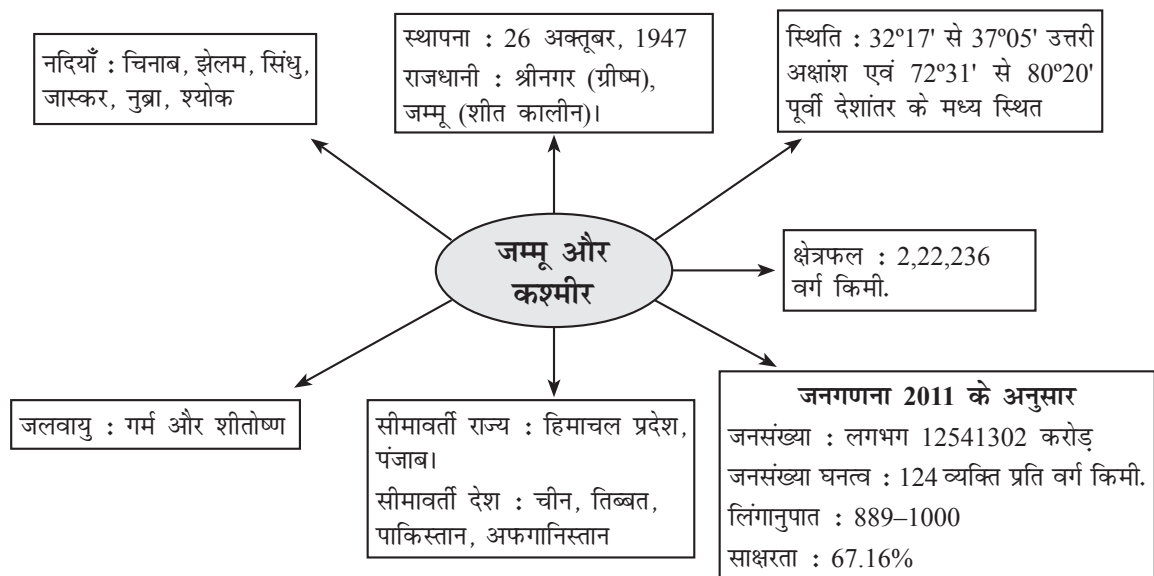 नदियाँ : चिनाब, झेलम, सिंधु,
जास्कर, नुब्रा, श्योक
स्थापना : 26 अक्तूबर, 1947
राजधानी : श्रीनगर (ग्रीष्म),
जम्मू (शीत कालीन)।
स्थिति : 32º17' से 37º05' उत्तरी
अक्षांश एवं 72º31' से 80º20'
पूर्वी देशांतर के मध्य स्थित
जम्मू और
कश्मीर
क्षेत्रफल : 2,22,236
वर्ग किमी.
जलवायु : गर्म और शीतोष्ण
सीमावर्ती राज्य : हिमाचल प्रदेश,
पंजाब।
सीमावर्ती देश : चीन, तिब्बत,
पाकिस्तान, अफगानिस्तान
जनगणना 2011 के अनुसार
जनसंख्या : लगभग 12541302 करोड़
जनसंख्या घनत्व : 124 व्यक्ति प्रति वर्ग किमी.
लिंगानुपात : 889–1000
साक्षरता : 67.16%